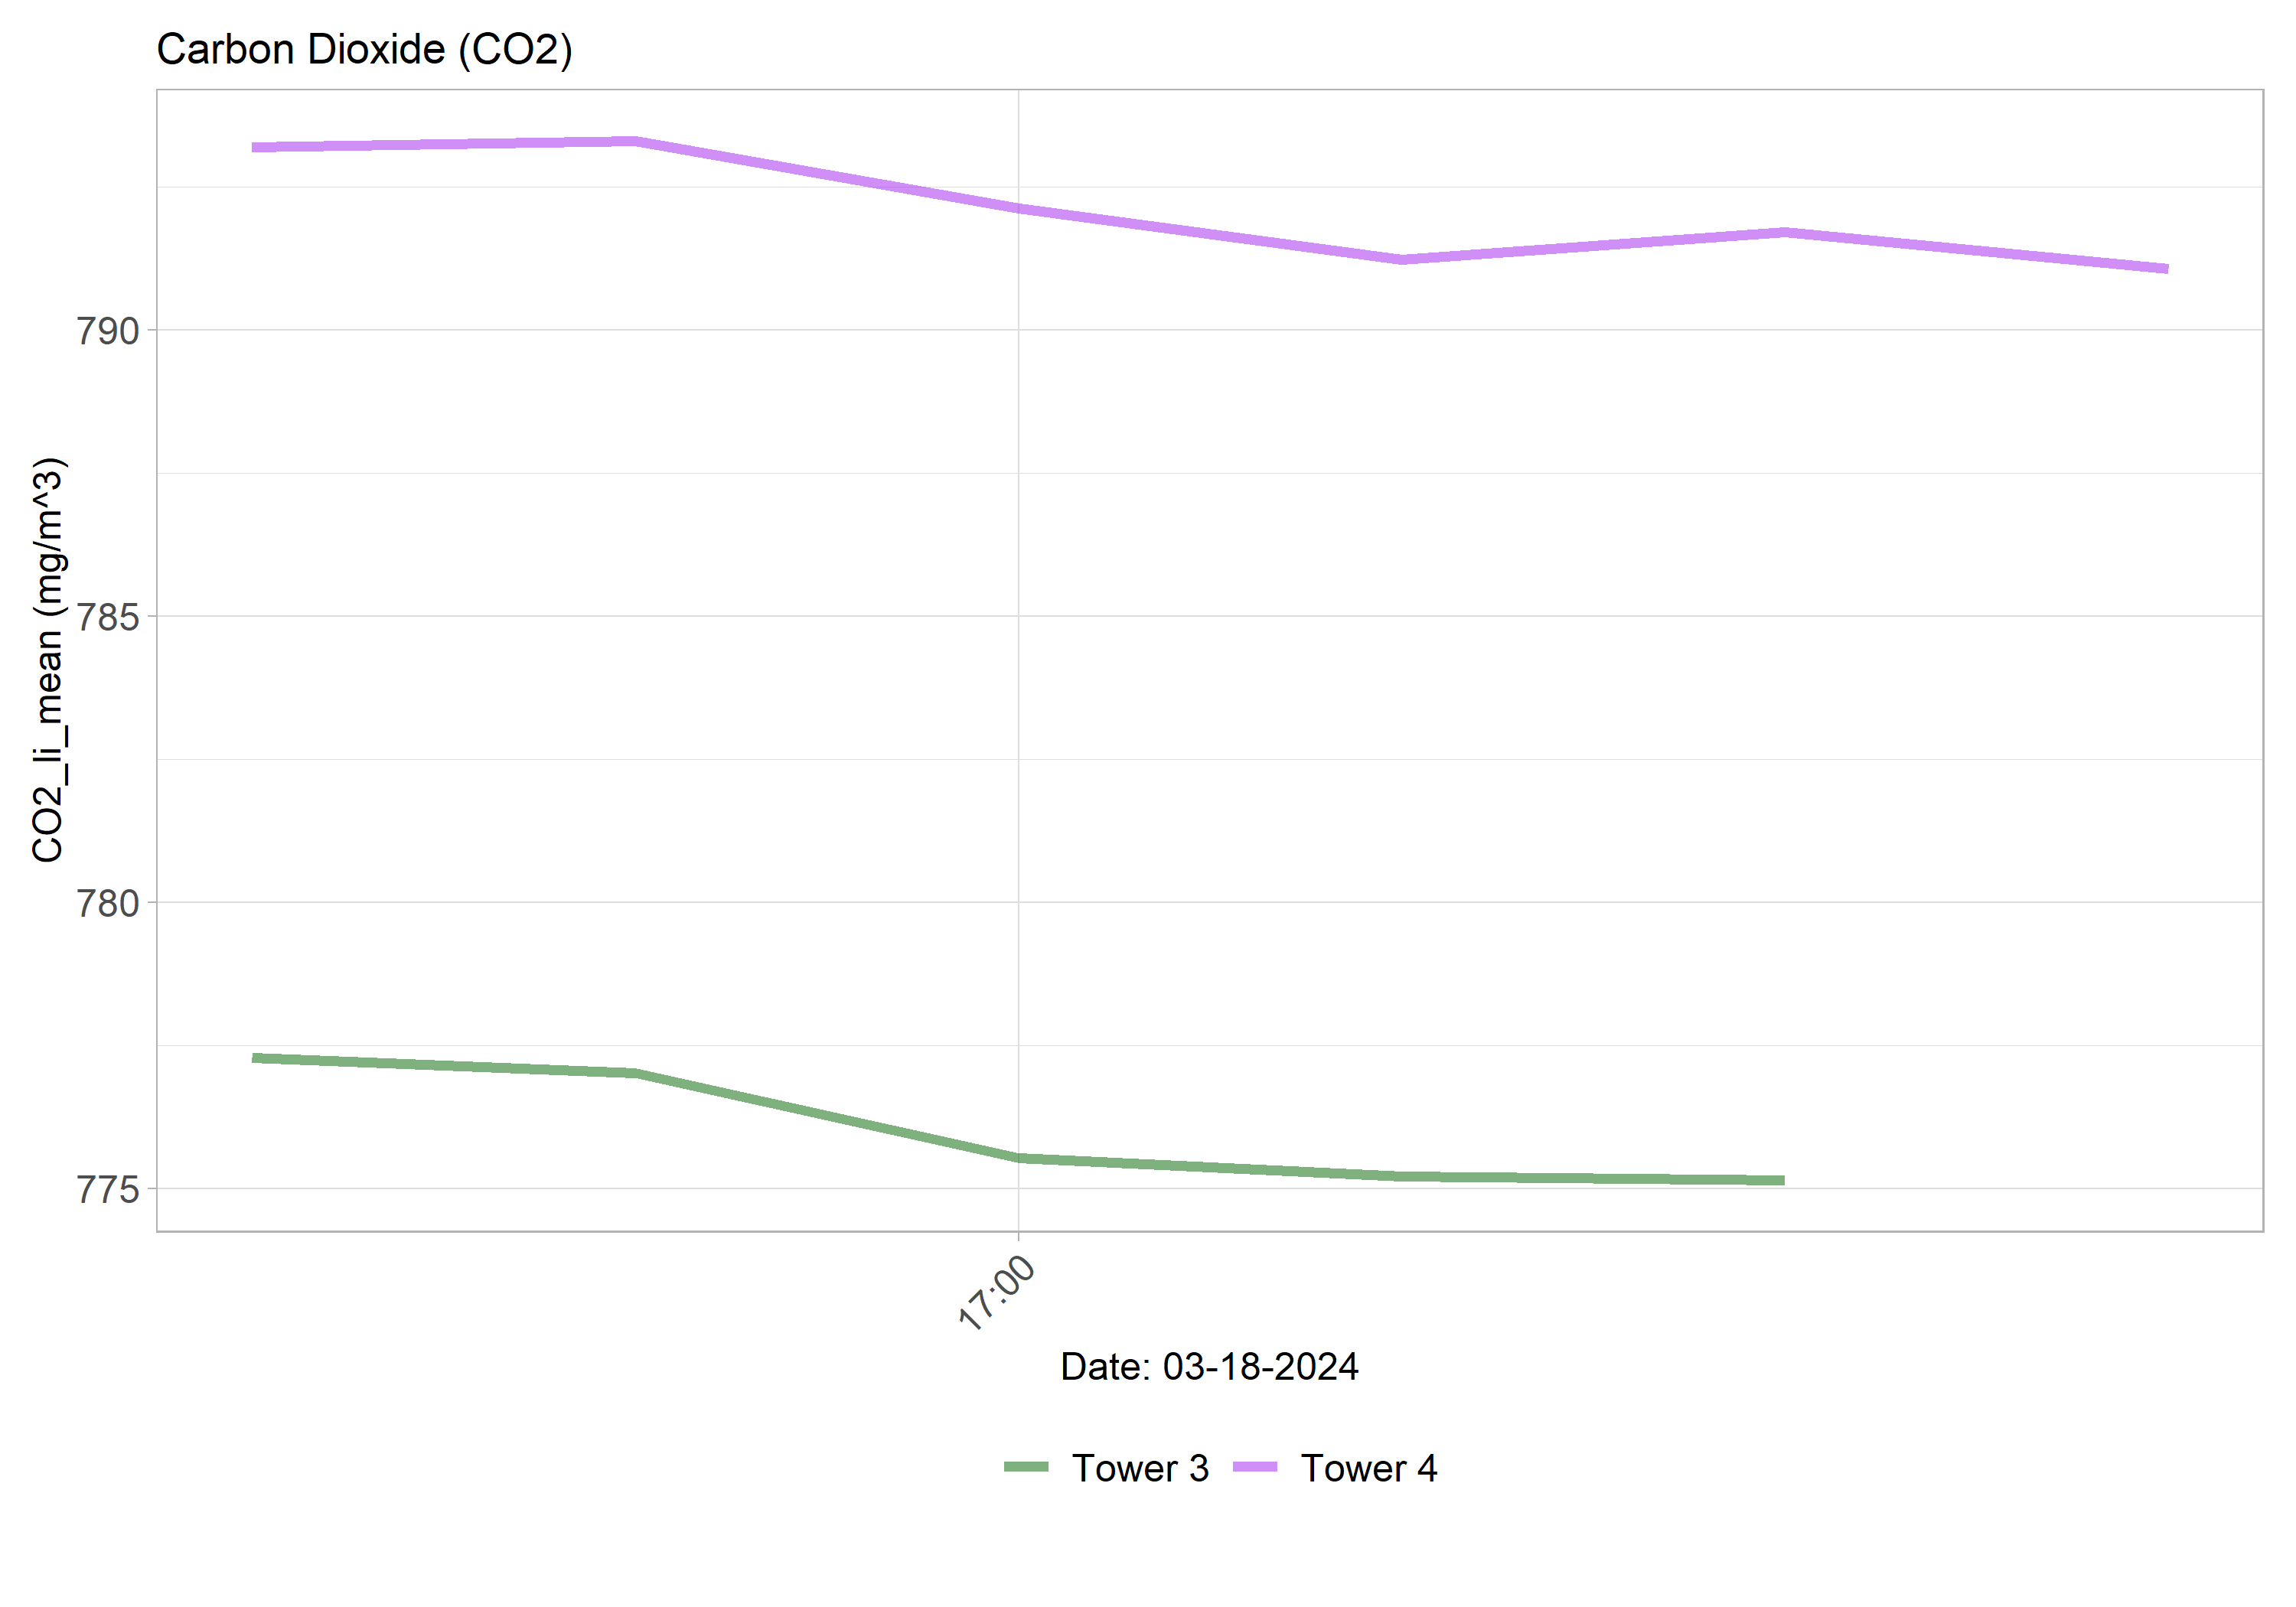 Carbon Dioxide (CO2)
CO2_li_mean (mg/m^3)
790
785
780
775
17:00
Date: 03-18-2024
Tower 3 Tower 4